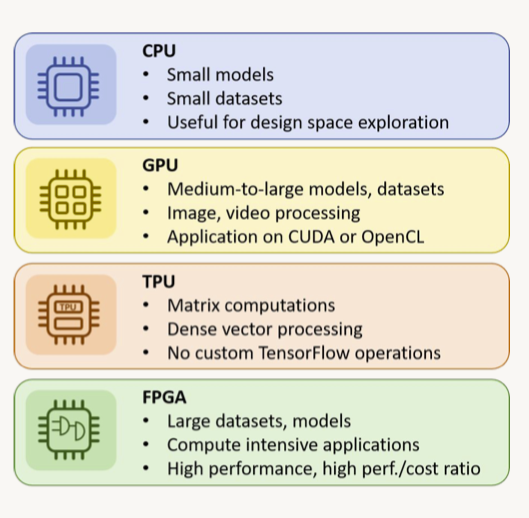 CPU
• Small models
• Small datasets
• Useful for design space exploration
GPU
• Medium-to-large models, datasets
• Image, video processing
• Application on CUDA or OpenCL
TPU
TPU
• Matrix computations
• Dense vector processing
• No custom TensorFlow operations
FPGA
• Large datasets, models
• Compute intensive applications
• High performance, high perf./cost ratio